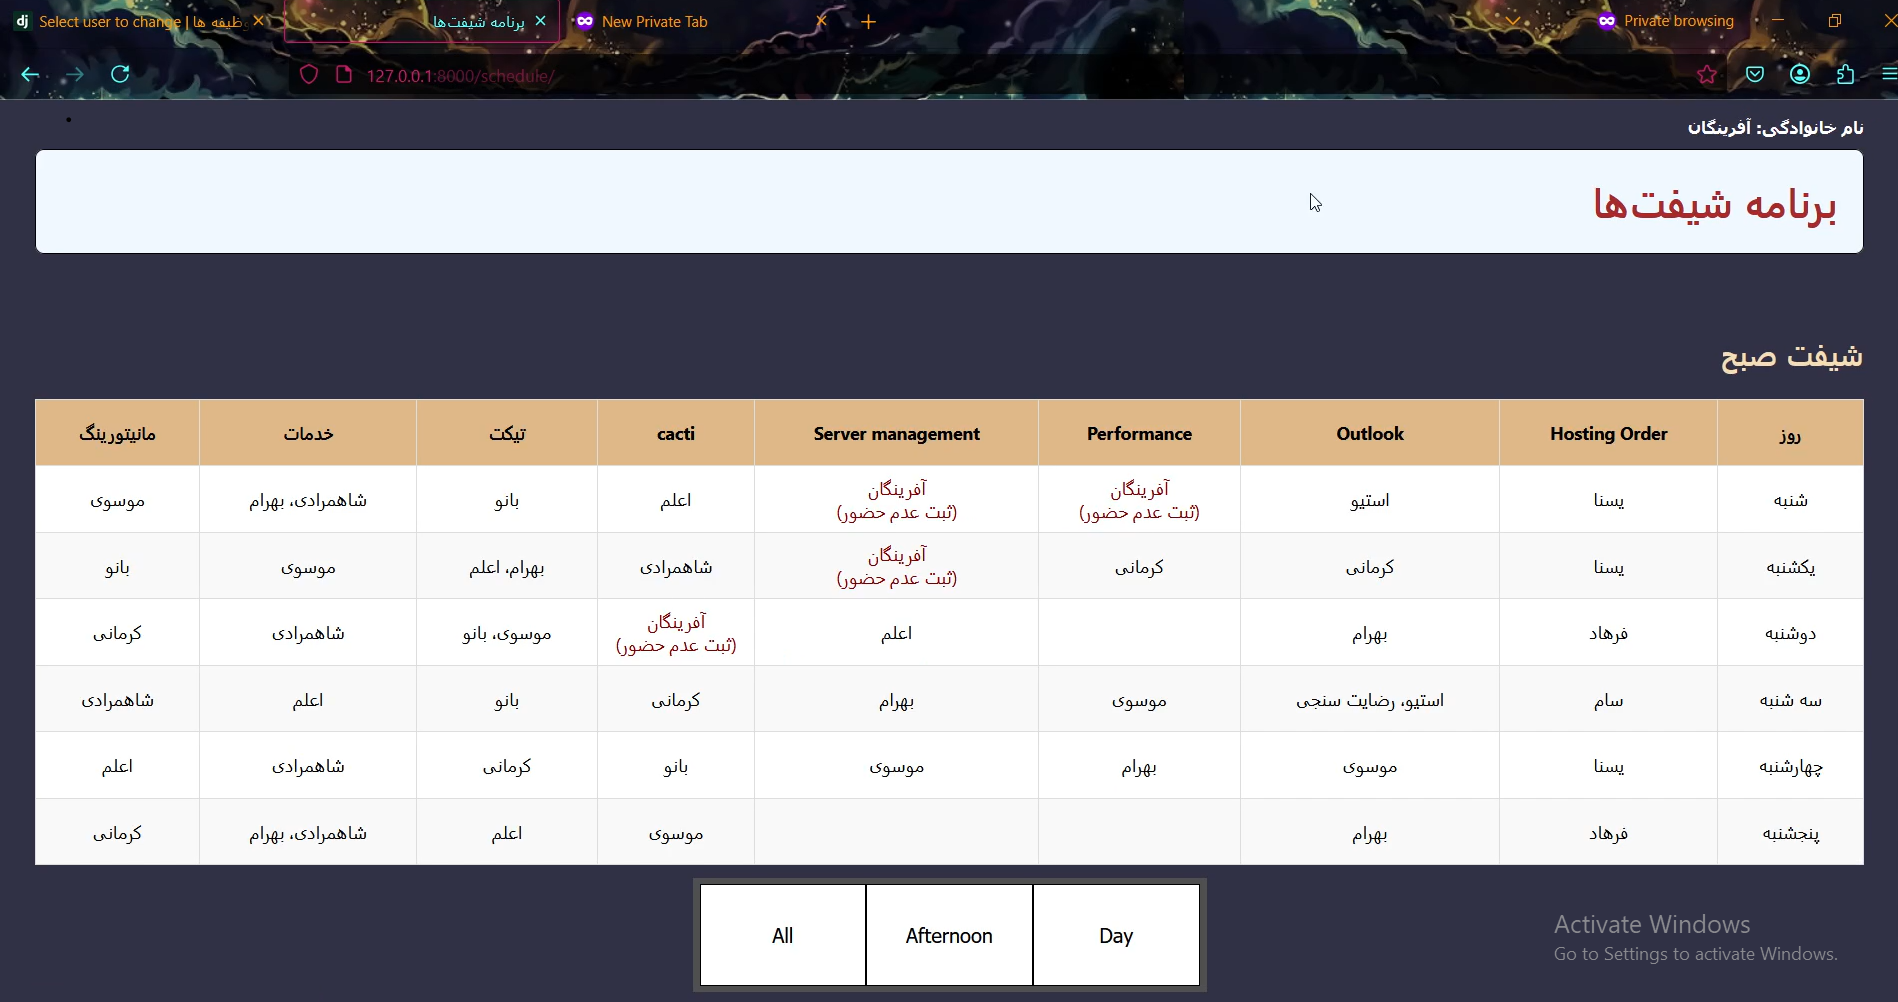 Select user to change | وظیفه ها
برنامه شیفت‌ها
New Private Tab
Private browsing
127.0.0.1:8000/schedule/
نام خانوادگی: آفرینگان
برنامه شیفت‌ها
شیفت صبح
روز Hosting Order Outlook Performance Server management cacti تیکت خدمات مانیتورینگ
شنبه یسنا استیو آفرینگان (ثبت عدم حضور) آفرینگان (ثبت عدم حضور) اعلم بانو شاهمرادی، بهرام موسوی
یکشنبه یسنا کرمانی کرمانی آفرینگان (ثبت عدم حضور) شاهمرادی بهرام، اعلم موسوی بانو
دوشنبه فرهاد بهرام اعلم آفرینگان (ثبت عدم حضور) موسوی، بانو شاهمرادی کرمانی
سه شنبه سام استیو، رضایت سنجی موسوی بهرام کرمانی بانو اعلم شاهمرادی
چهارشنبه یسنا موسوی بهرام موسوی بانو کرمانی شاهمرادی اعلم
پنجشنبه فرهاد بهرام موسوی اعلم شاهمرادی، بهرام کرمانی
All Afternoon Day
Activate Windows
Go to Settings to activate Windows.